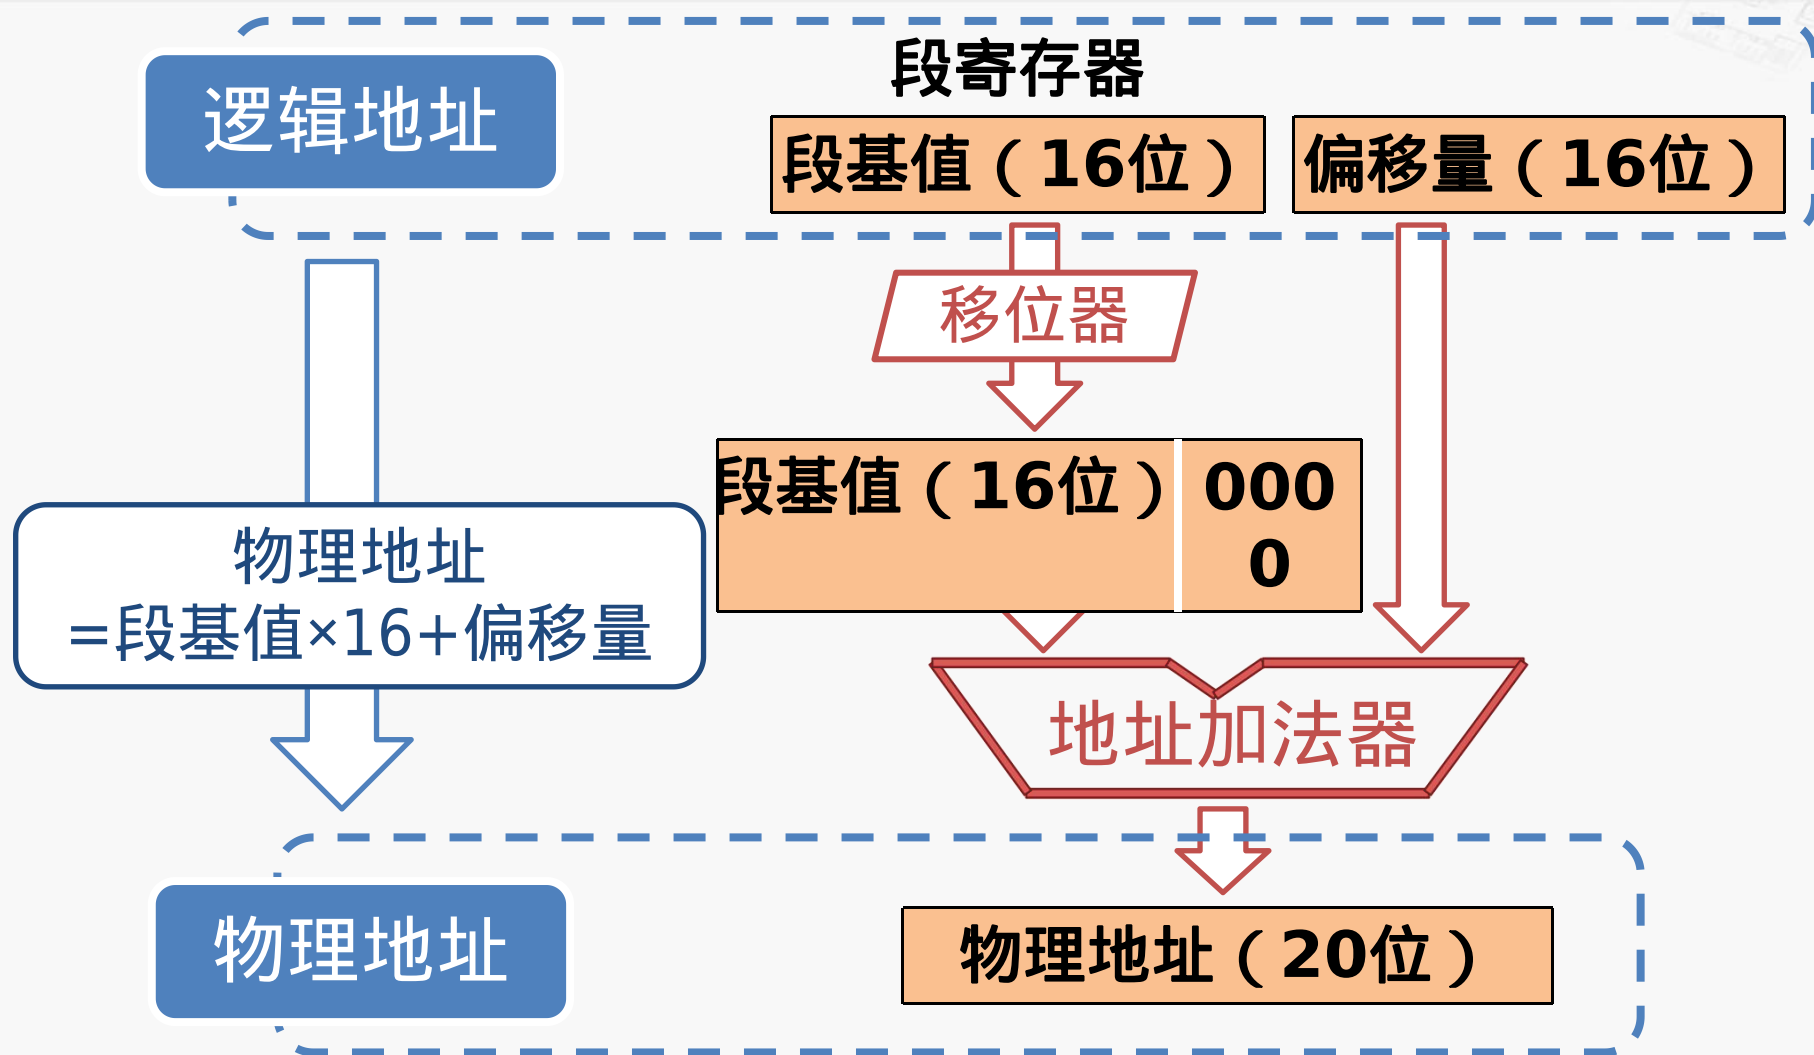 逻辑地址
段寄存器
段基值（16位）
偏移量（16位）
移位器
段基值（16位）
000
0
物理地址
=段基值×16+偏移量
地址加法器
物理地址
物理地址（20位）